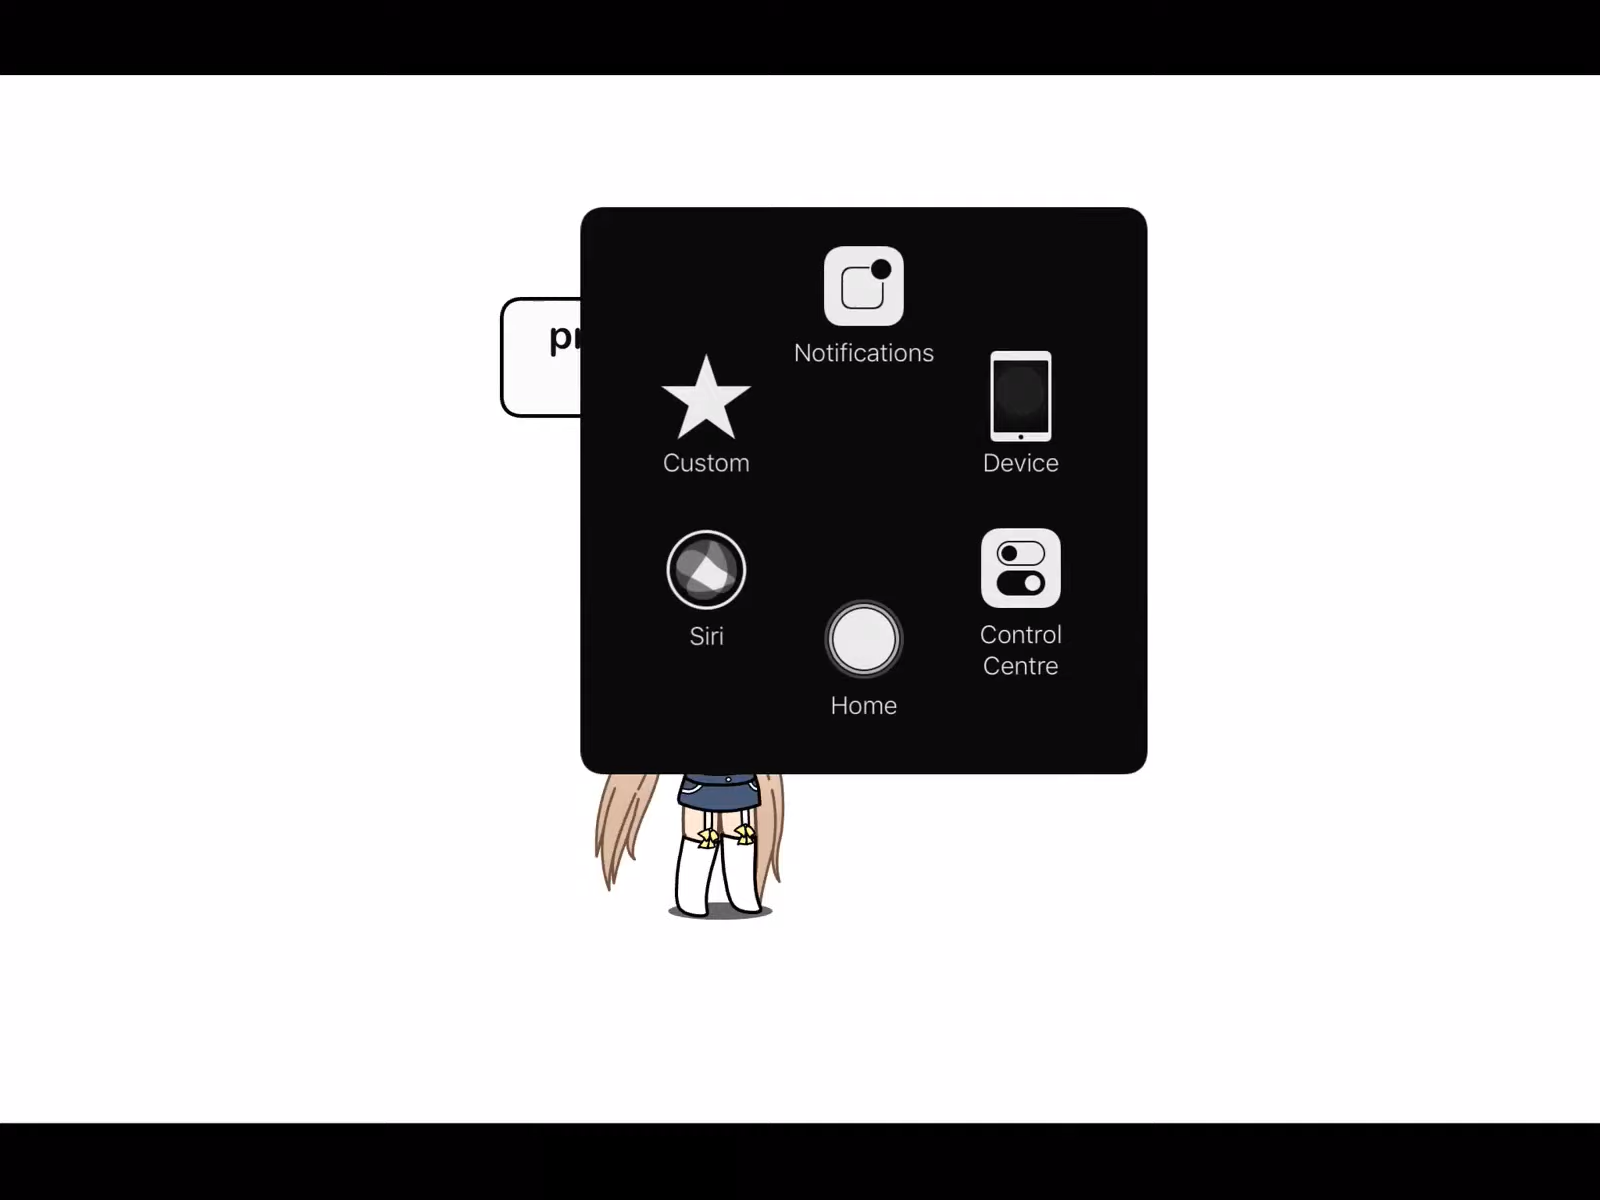 Notifications
Custom
Device
Siri
Control
Centre
Home